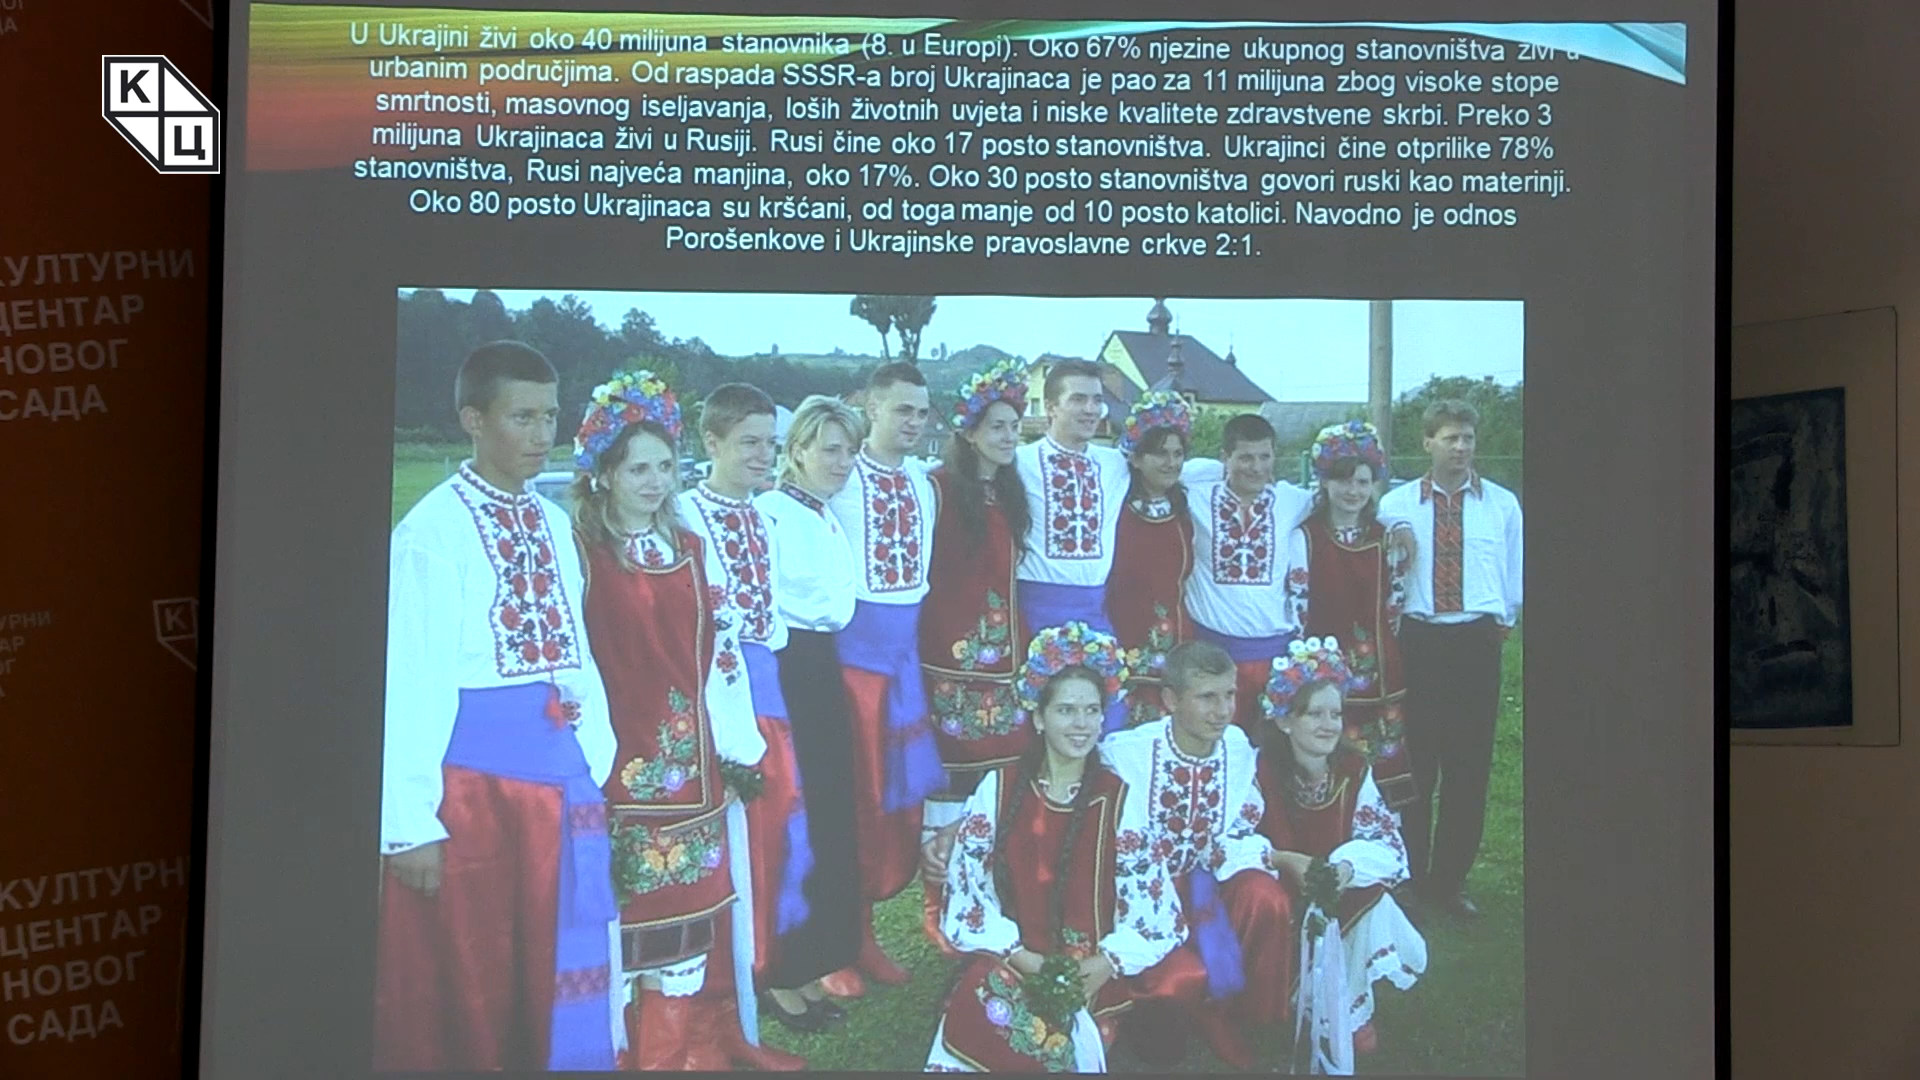 К
Ц
U Ukrajini živi oko 40 milijuna stanovnika (8. u Europi). Oko 67% njezine ukupnog stanovništva živi u
urbanim područjima. Od raspada SSSR-a broj Ukrajinaca je pao za 11 milijuna zbog visoke stope
smrtnosti, masovnog iseljavanja, loših životnih uvjeta i niske kvalitete zdravstvene skrbi. Preko 3
milijuna Ukrajinaca živi u Rusiji. Rusi čine oko 17 posto stanovništva. Ukrajinci čine otprilike 78%
stanovništva, Rusi najveća manjina, oko 17%. Oko 30 posto stanovništva govori ruski kao materinji.
Oko 80 posto Ukrajinaca su kršćani, od toga manje od 10 posto katolici. Navodno je odnos
Porošenkove i Ukrajinske pravoslavne crkve 2:1.
КУЛТУРНИ
ЦЕНТАР
НОВОГ
САДА
К
КУЛТУРН
ЦЕНТАР
НОВОГ
САДА